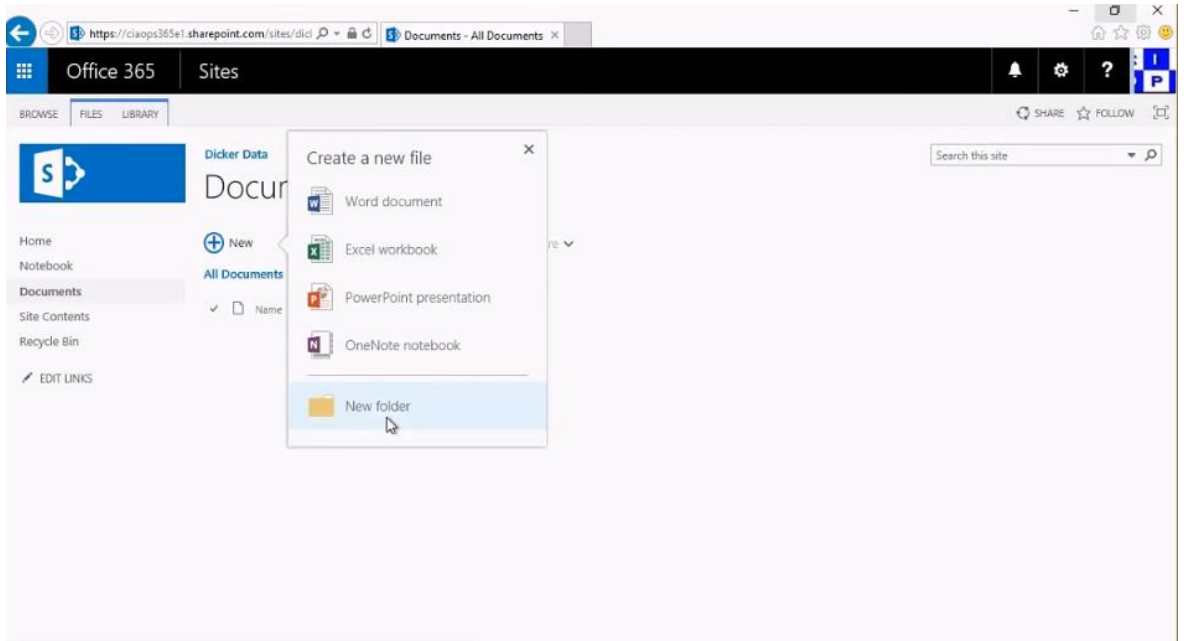 https://ciaops365e1.sharepoint.com/sites/dicl
Documents - All Documents
Office 365
Sites
?
BROWSE
FILES
LIBRARY
SHARE
FOLLOW
S
Dicker Data
Docur
Search this site
Create a new file
Word document
Excel workbook
PowerPoint presentation
OneNote notebook
New folder
New
re
All Documents
Name
Home
Notebook
Documents
Site Contents
Recycle Bin
EDIT LINKS
I
P